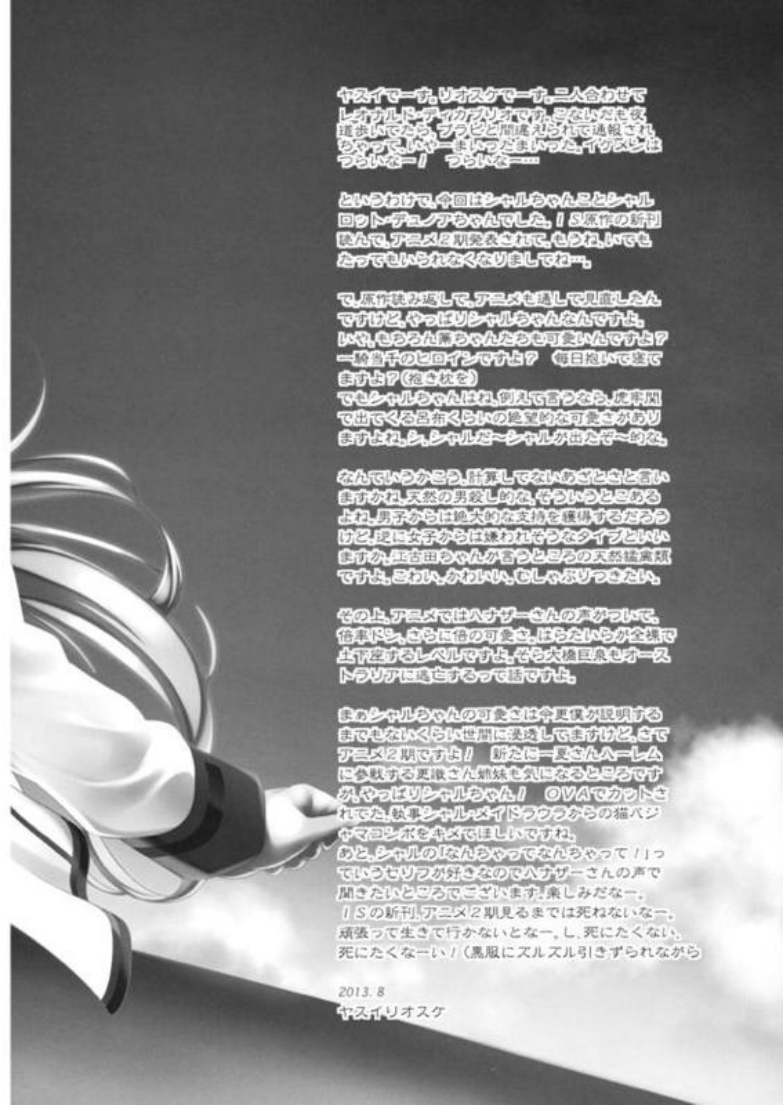 ヤスイでーす。リオスケでーす。二人合わせて
レオナルド・ディカプリオです。こないだも夜
道歩いてたら、ブラピと間違えられて通報され
ちゃって、いやーまいったまいった。イケメンは
つらいなー！　つらいなー…
というわけで、今回はシャルちゃんことシャル
ロット・デュノアちゃんでした。IS原作の新刊
読んで、アニメ2期発表されて、もうね、いても
たってもいられなくなりましてね…。
で、原作読み返して、アニメも通して見直したん
ですけど、やっぱりシャルちゃんなんですよ。
いや、もちろん箒ちゃんたちも可愛いんですよ？
一騎当千のヒロインですよ？　毎日抱いて寝て
ますよ？(抱き枕を)
でもシャルちゃんはね、例えて言うなら、虎牢関
で出てくる呂布くらいの絶望的な可愛さがあり
ますよね。シ、シャルだ〜シャルが出たぞ〜的な。
なんていうかこう、計算してないあざとさと言い
ますかね、天然の男殺し的な。そういうとこある
よね。男子からは絶大的な支持を獲得するだろう
けど、逆に女子からは嫌われそうなタイプといい
ますか。江古田ちゃんが言うところの天然猛禽類
ですよ。こわい。かわいい。むしゃぶりつきたい。
その上、アニメではハナザーさんの声がついて、
倍率ドン、さらに倍の可愛さ。はらたいらが全裸で
土下座するレベルですよ。そら大橋巨泉もオース
トラリアに逃亡するって話ですよ。
まぁシャルちゃんの可愛さは今更僕が説明する
までもないくらい世間に浸透してますけど、さて
アニメ2期ですよ！　新たに一夏さんハーレム
に参戦する更識さん姉妹も気になるところです
が、やっぱりシャルちゃん！　OVAでカットさ
れてた、執事シャル・メイドラウラからの猫パジ
ャマコンボをキメてほしいですね。
あと、シャルの「なんちゃってなんちゃって！」っ
ていうセリフが好きなのでハナザーさんの声で
聞きたいところでございます。楽しみだなー。
ISの新刊、アニメ2期見るまでは死ねないなー。
頑張って生きて行かないとなー。し、死にたくない、
死にたくなーい！(黒服にズルズル引きずられながら
2013. 8
ヤスイリオスケ